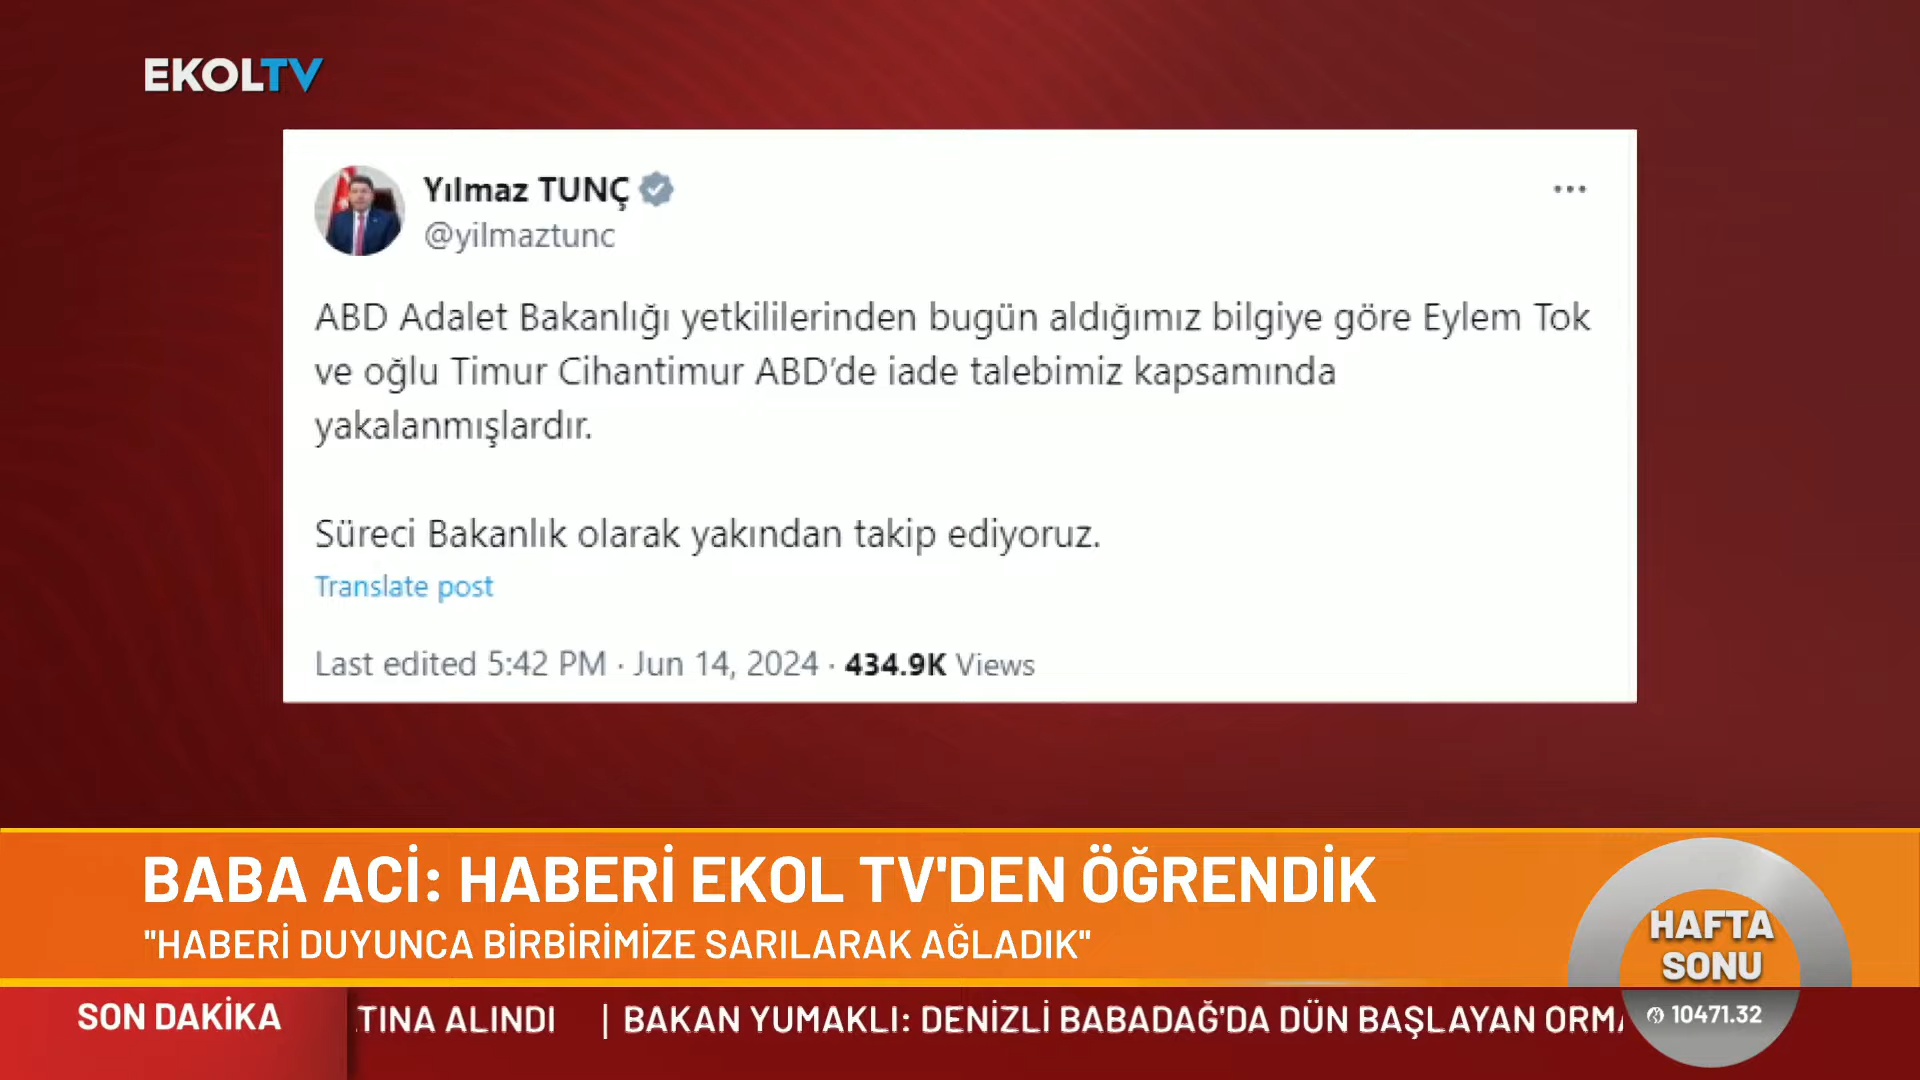 EKOLTV
Yılmaz TUNÇ
@yilmaztunc
ABD Adalet Bakanlığı yetkililerinden bugün aldığımız bilgiye göre Eylem Tok
ve oğlu Timur Cihantimur ABD’de iade talebimiz kapsamında
yakalanmışlardır.
Süreci Bakanlık olarak yakından takip ediyoruz.
Translate post
Last edited 5:42 PM · Jun 14, 2024 · 434.9K Views
BABA ACİ: HABERİ EKOL TV'DEN ÖĞRENDİK
"HABERİ DUYUNCA BİRBİRİMİZE SARILARAK AĞLADIK"
HAFTA
SONU
SON DAKİKA
TINA ALINDI | BAKAN YUMAKLI: DENİZLİ BABADAĞ'DA DÜN BAŞLAYAN ORM
10471.32